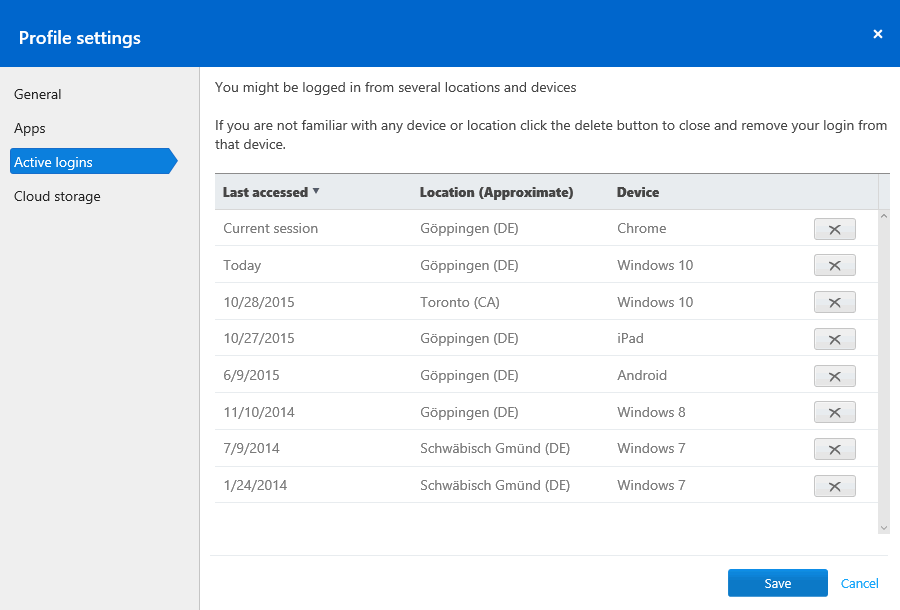 Profile settings
General
Apps
Active logins
Cloud storage
You might be logged in from several locations and devices
If you are not familiar with any device or location click the delete button to close and remove your login from
that device.
Last accessed Location (Approximate) Device
Current session Göppingen (DE) Chrome
Today Göppingen (DE) Windows 10
10/28/2015 Toronto (CA) Windows 10
10/27/2015 Göppingen (DE) iPad
6/9/2015 Göppingen (DE) Android
11/10/2014 Göppingen (DE) Windows 8
7/9/2014 Schwäbisch Gmünd (DE) Windows 7
1/24/2014 Schwäbisch Gmünd (DE) Windows 7
Save Cancel